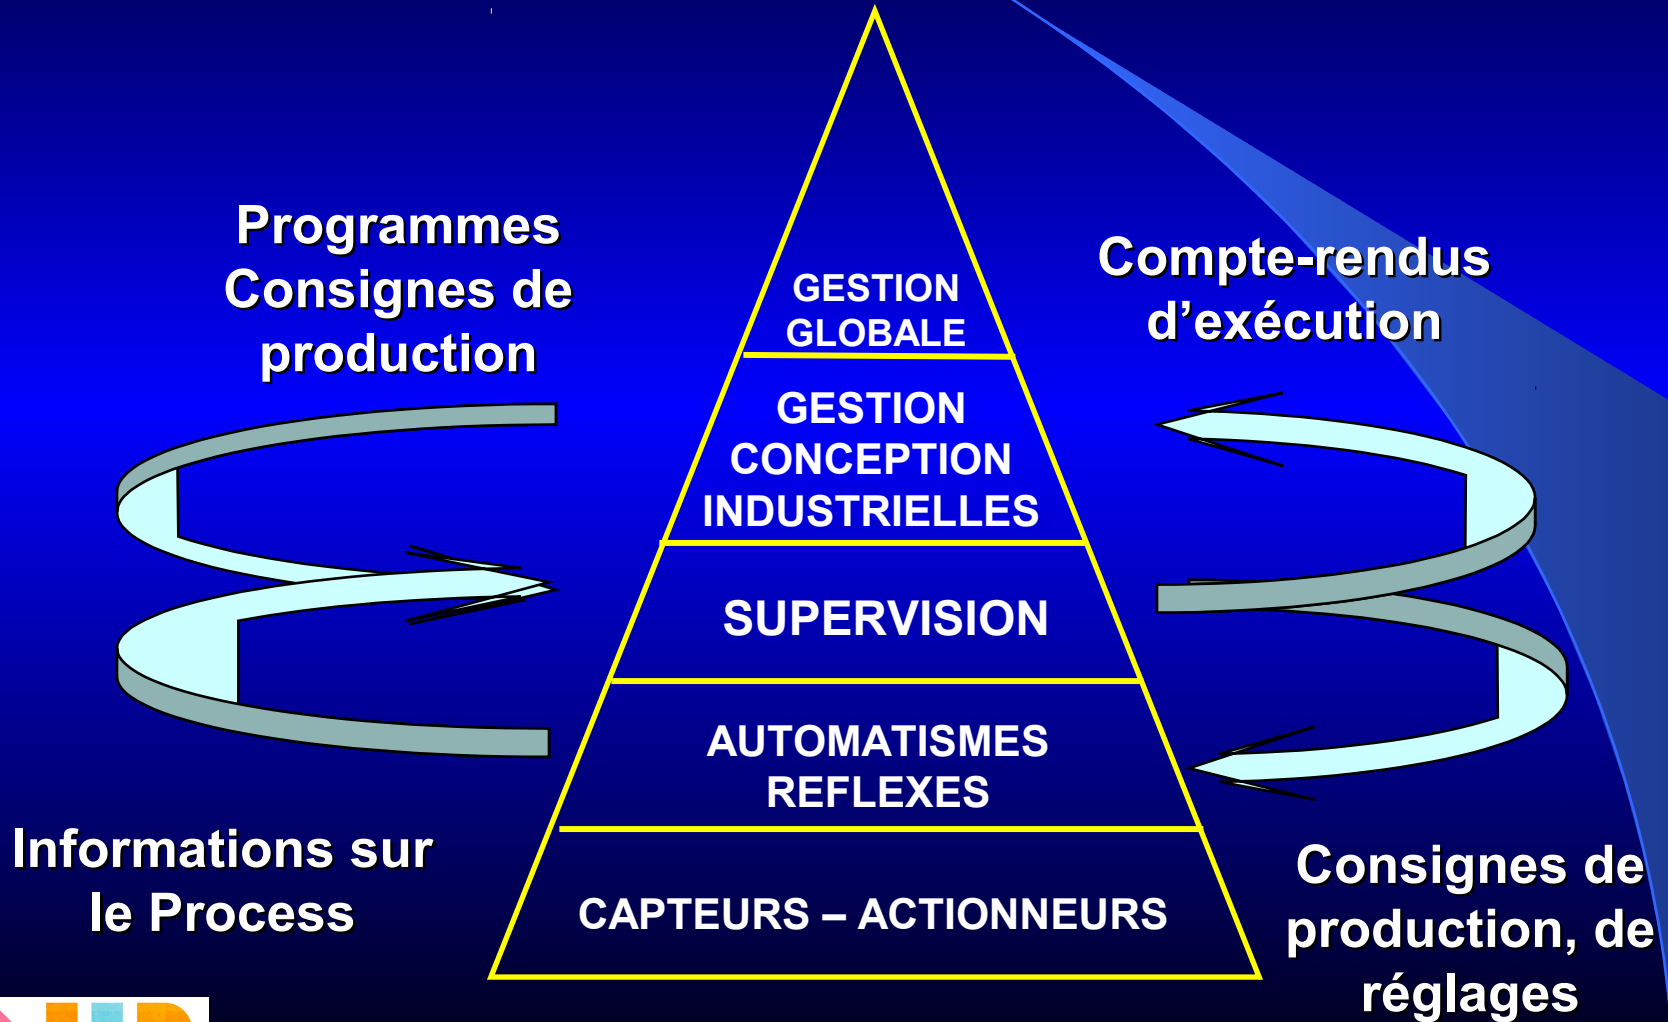 Programmes
Consignes de
production
GESTION
GLOBALE
Compte-rendus
d’exécution
GESTION
CONCEPTION
INDUSTRIELLES
SUPERVISION
AUTOMATISMES
REFLEXES
Informations sur
le Process
CAPTEURS – ACTIONNEURS
Consignes de
production, de
réglages